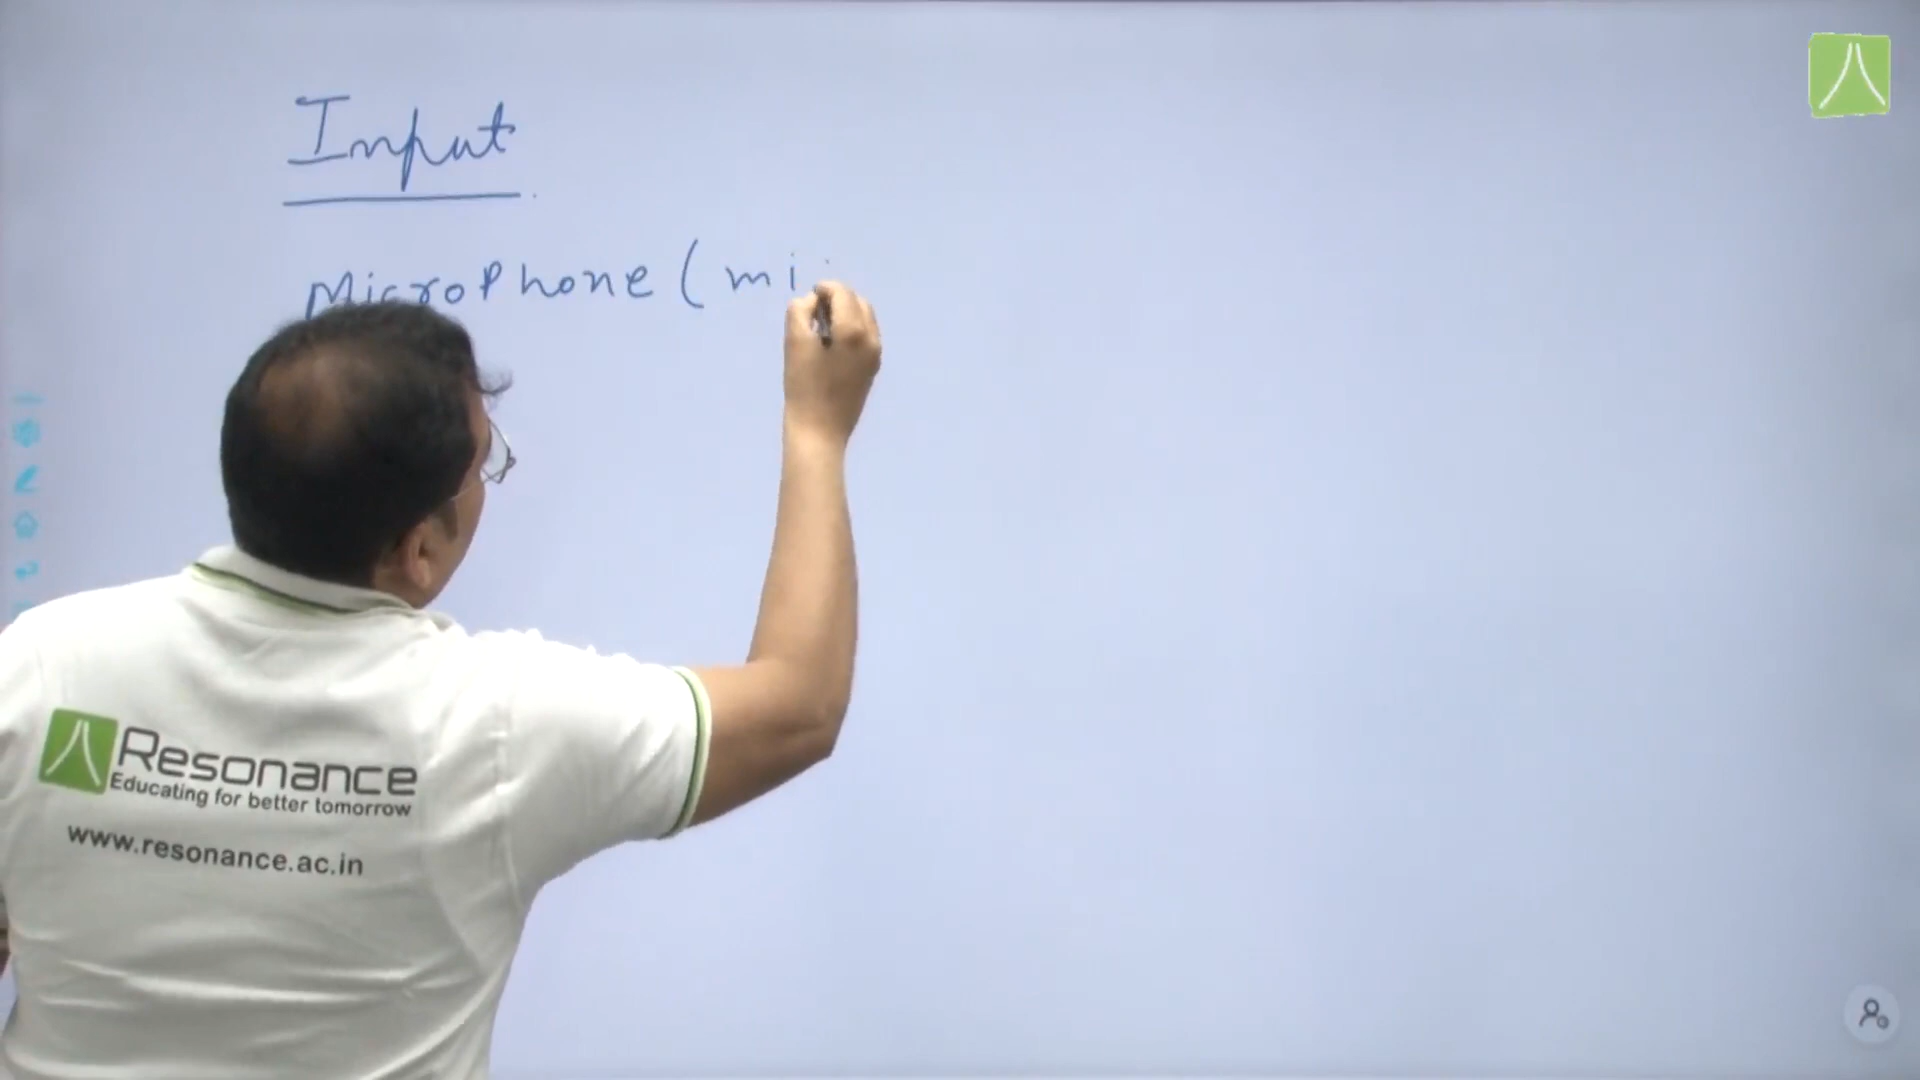 Input
MicroPhone (mi
Resonance
Educating for better tomorrow
www.resonance.ac.in